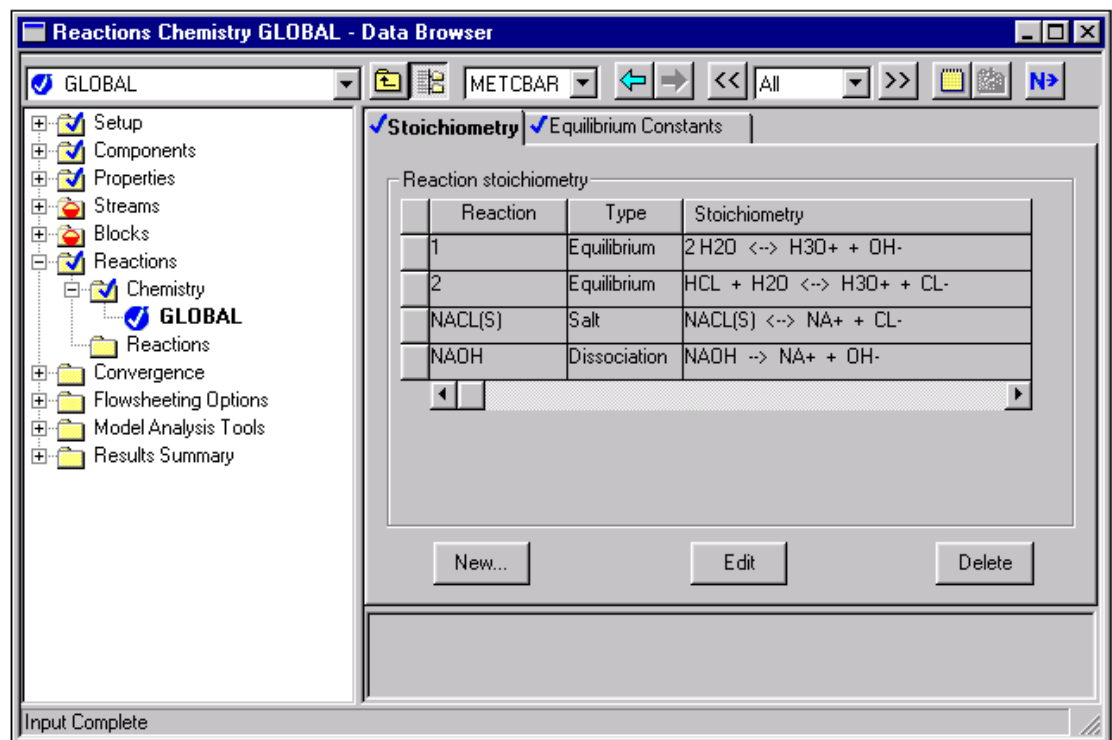 Reactions Chemistry GLOBAL - Data Browser
GLOBAL
METCBAR
<<
All
>>
N>
Setup
Components
Properties
Streams
Blocks
Reactions
Chemistry
GLOBAL
Reactions
Convergence
Flowsheeting Options
Model Analysis Tools
Results Summary
Stoichiometry Equilibrium Constants
Reaction stoichiometry
Reaction Type Stoichiometry
1 Equilibrium 2 H2O <--> H3O+ + OH-
2 Equilibrium HCL + H2O <--> H3O+ + CL-
NACL(S) Salt NACL(S) <--> NA+ + CL-
NAOH Dissociation NAOH --> NA+ + OH-
New... Edit Delete
Input Complete